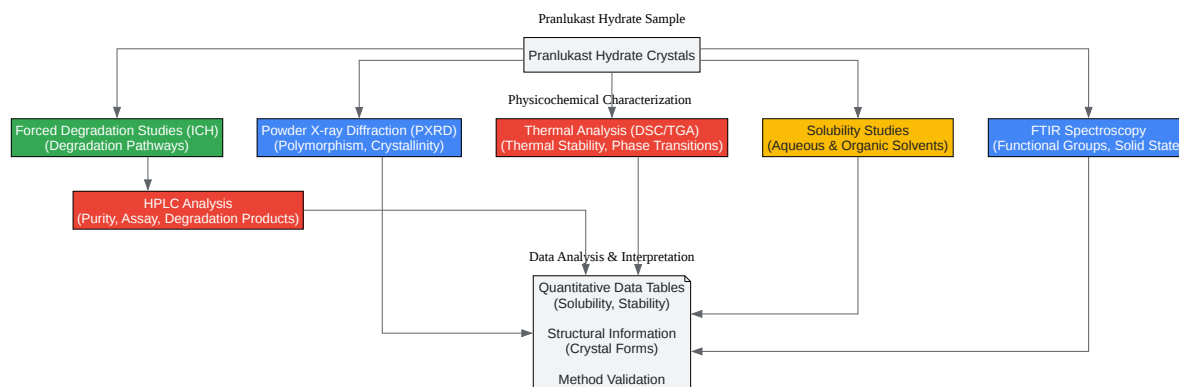 Pranlukast Hydrate Sample
Pranlukast Hydrate Crystals
Physicochemical Characterization
Forced Degradation Studies (ICH)
(Degradation Pathways)
Powder X-ray Diffraction (PXRD)
(Polymorphism, Crystallinity)
Thermal Analysis (DSC/TGA)
(Thermal Stability, Phase Transitions)
Solubility Studies
(Aqueous & Organic Solvents)
FTIR Spectroscopy
(Functional Groups, Solid State
HPLC Analysis
(Purity, Assay, Degradation Products)
Data Analysis & Interpretation
Quantitative Data Tables
(Solubility, Stability)
Structural Information
(Crystal Forms)
Method Validation